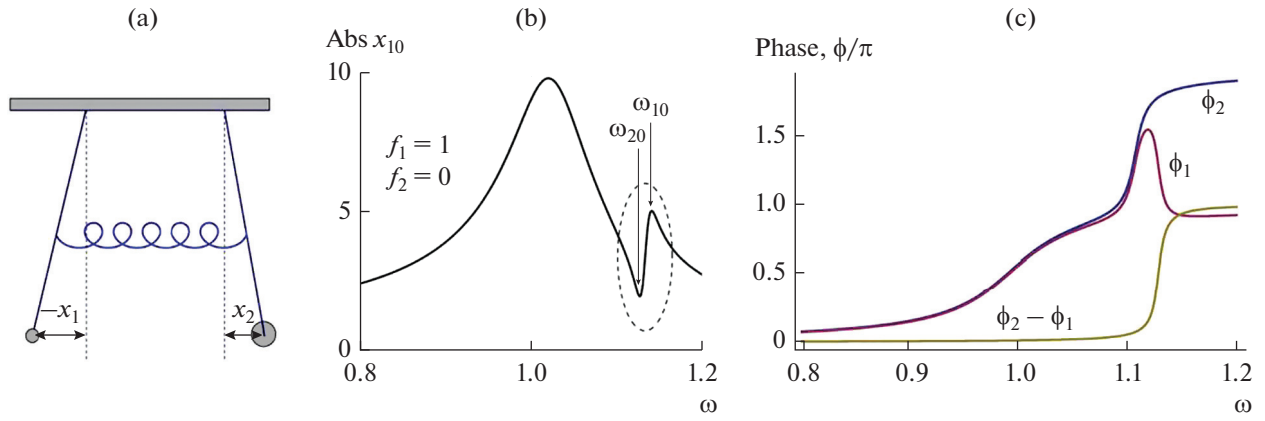 (a)
−x₁
x₂
(b)
Abs x₁₀
10
5
0
f₁ = 1
f₂ = 0
ω₁₀
ω₂₀
0.8
1.0
1.2
ω
(c)
Phase, ϕ/π
1.5
1.0
0.5
0
ϕ₂
ϕ₁
ϕ₂ − ϕ₁
0.8
0.9
1.0
1.1
1.2
ω